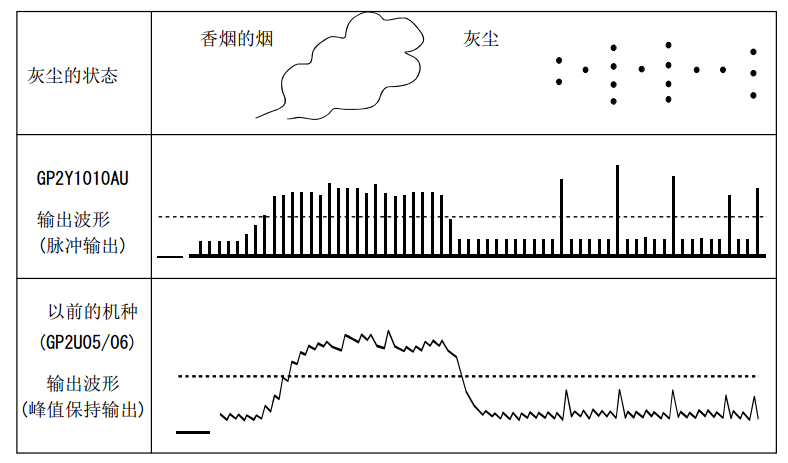 香烟的烟
灰尘
灰尘的状态
GP2Y1010AU
输出波形
(脉冲输出)
以前的机种
(GP2U05/06)
输出波形
(峰值保持输出)